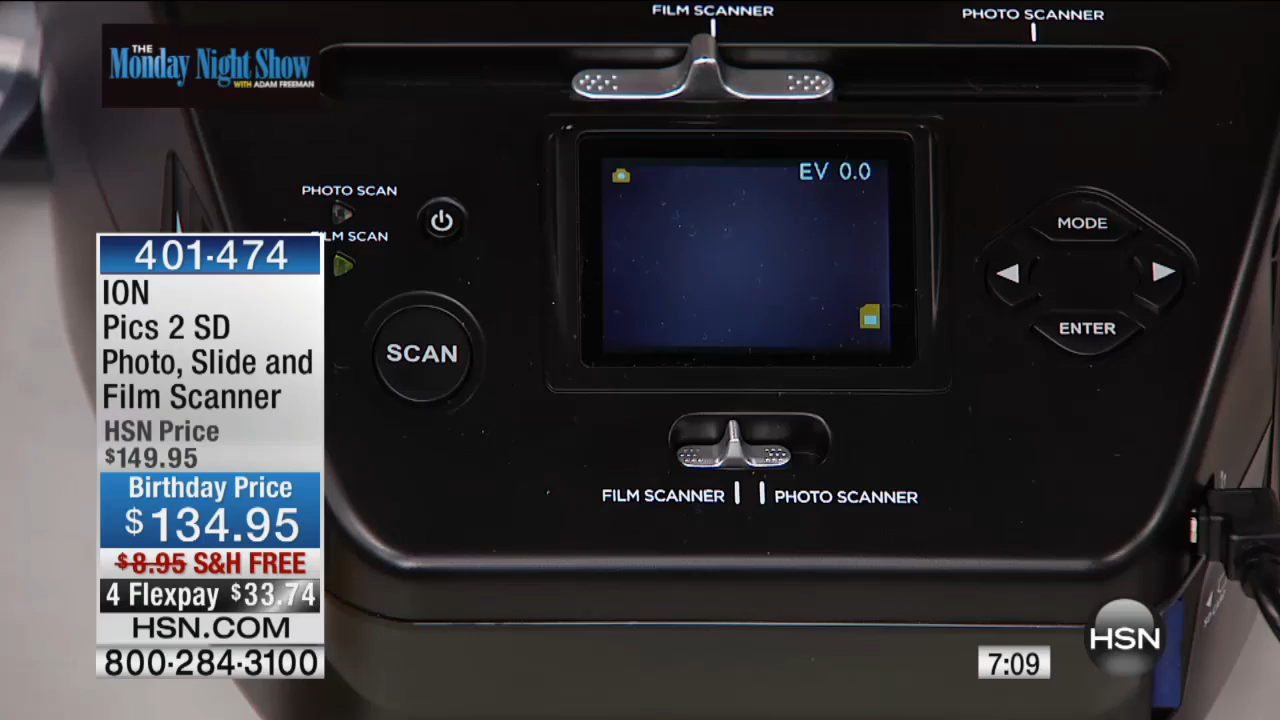 FILM SCANNER
PHOTO SCANNER
THE
Monday Night Show
WITH ADAM FREEMAN
EV 0.0
PHOTO SCAN
FILM SCAN
MODE
SCAN
ENTER
FILM SCANNER
PHOTO SCANNER
401-474
ION
Pics 2 SD
Photo, Slide and
Film Scanner
HSN Price
$149.95
Birthday Price
$134.95
$8.95 S&H FREE
4 Flexpay $33.74
HSN.COM
800-284-3100
HSN
7:09